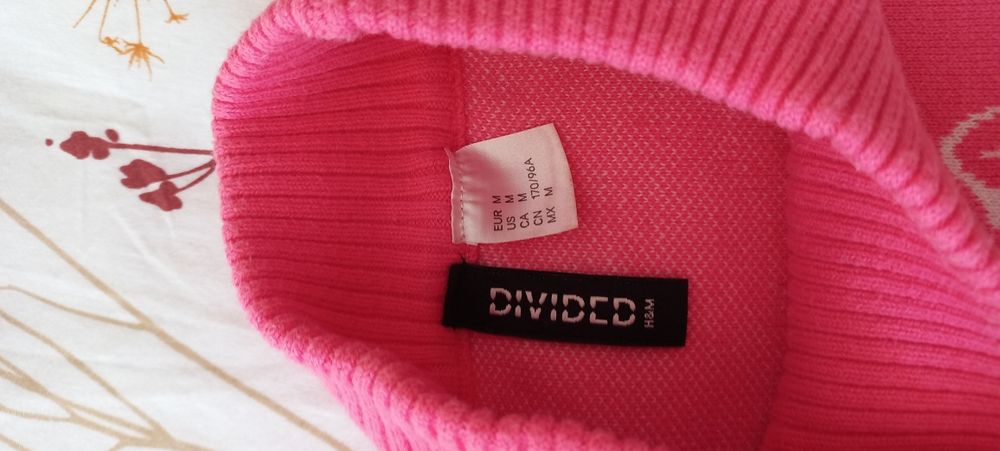 EUR M
US M
CA M
CN 170/96A
MX M
DIVIDED
H&M